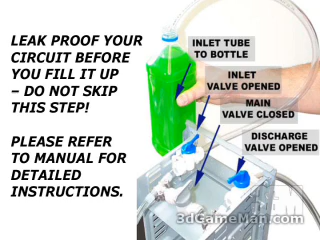 LEAK PROOF YOUR
CIRCUIT BEFORE
YOU FILL IT UP
– DO NOT SKIP
THIS STEP!
PLEASE REFER
TO MANUAL FOR
DETAILED
INSTRUCTIONS.
INLET TUBE
TO BOTTLE
INLET
VALVE OPENED
MAIN
VALVE CLOSED
DISCHARGE
VALVE OPENED
3dGameMan.com